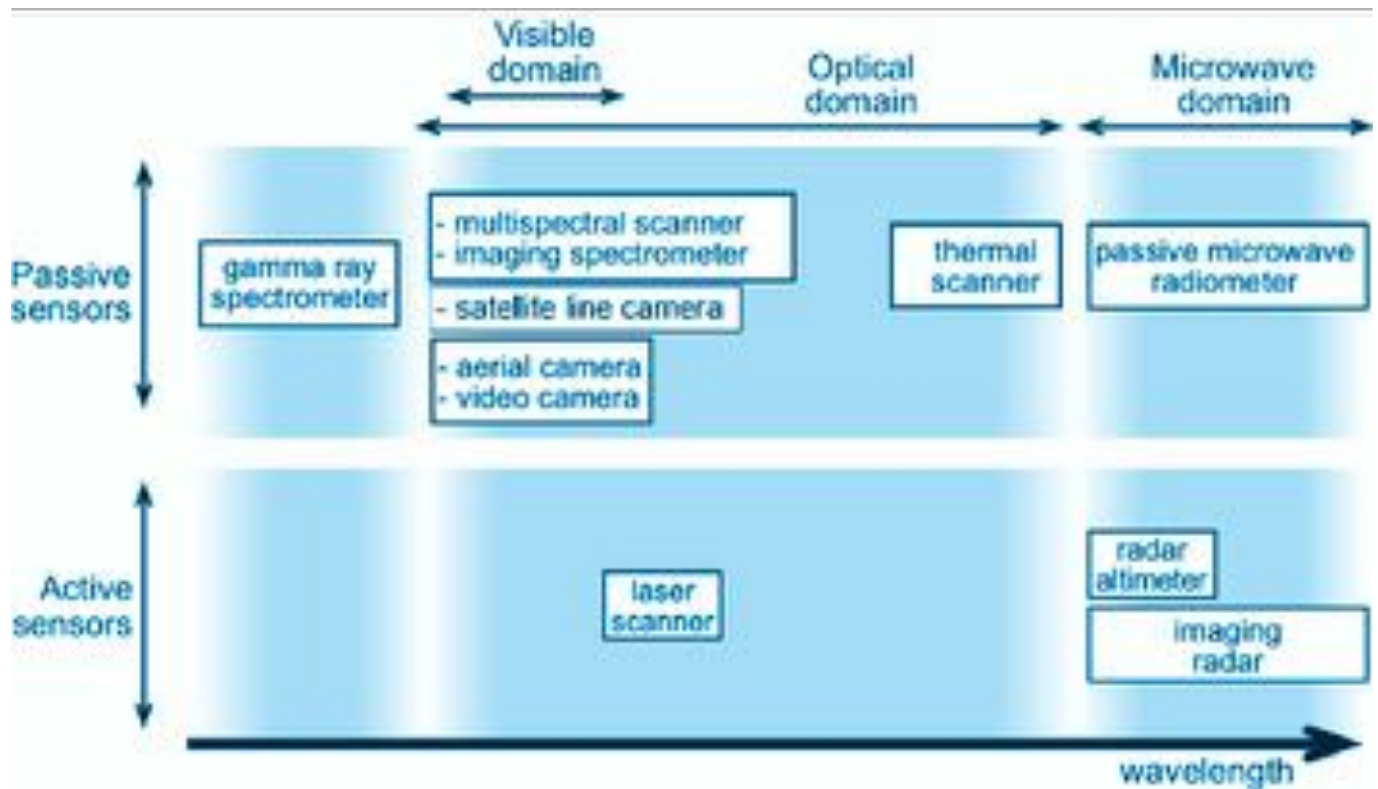 Visible
domain
Optical
domain
Microwave
domain
Passive
sensors
gamma ray
spectrometer
- multispectral scanner
- imaging spectrometer
- satellite line camera
- aerial camera
- video camera
thermal
scanner
passive microwave
radiometer
Active
sensors
laser
scanner
radar
altimeter
imaging
radar
wavelength